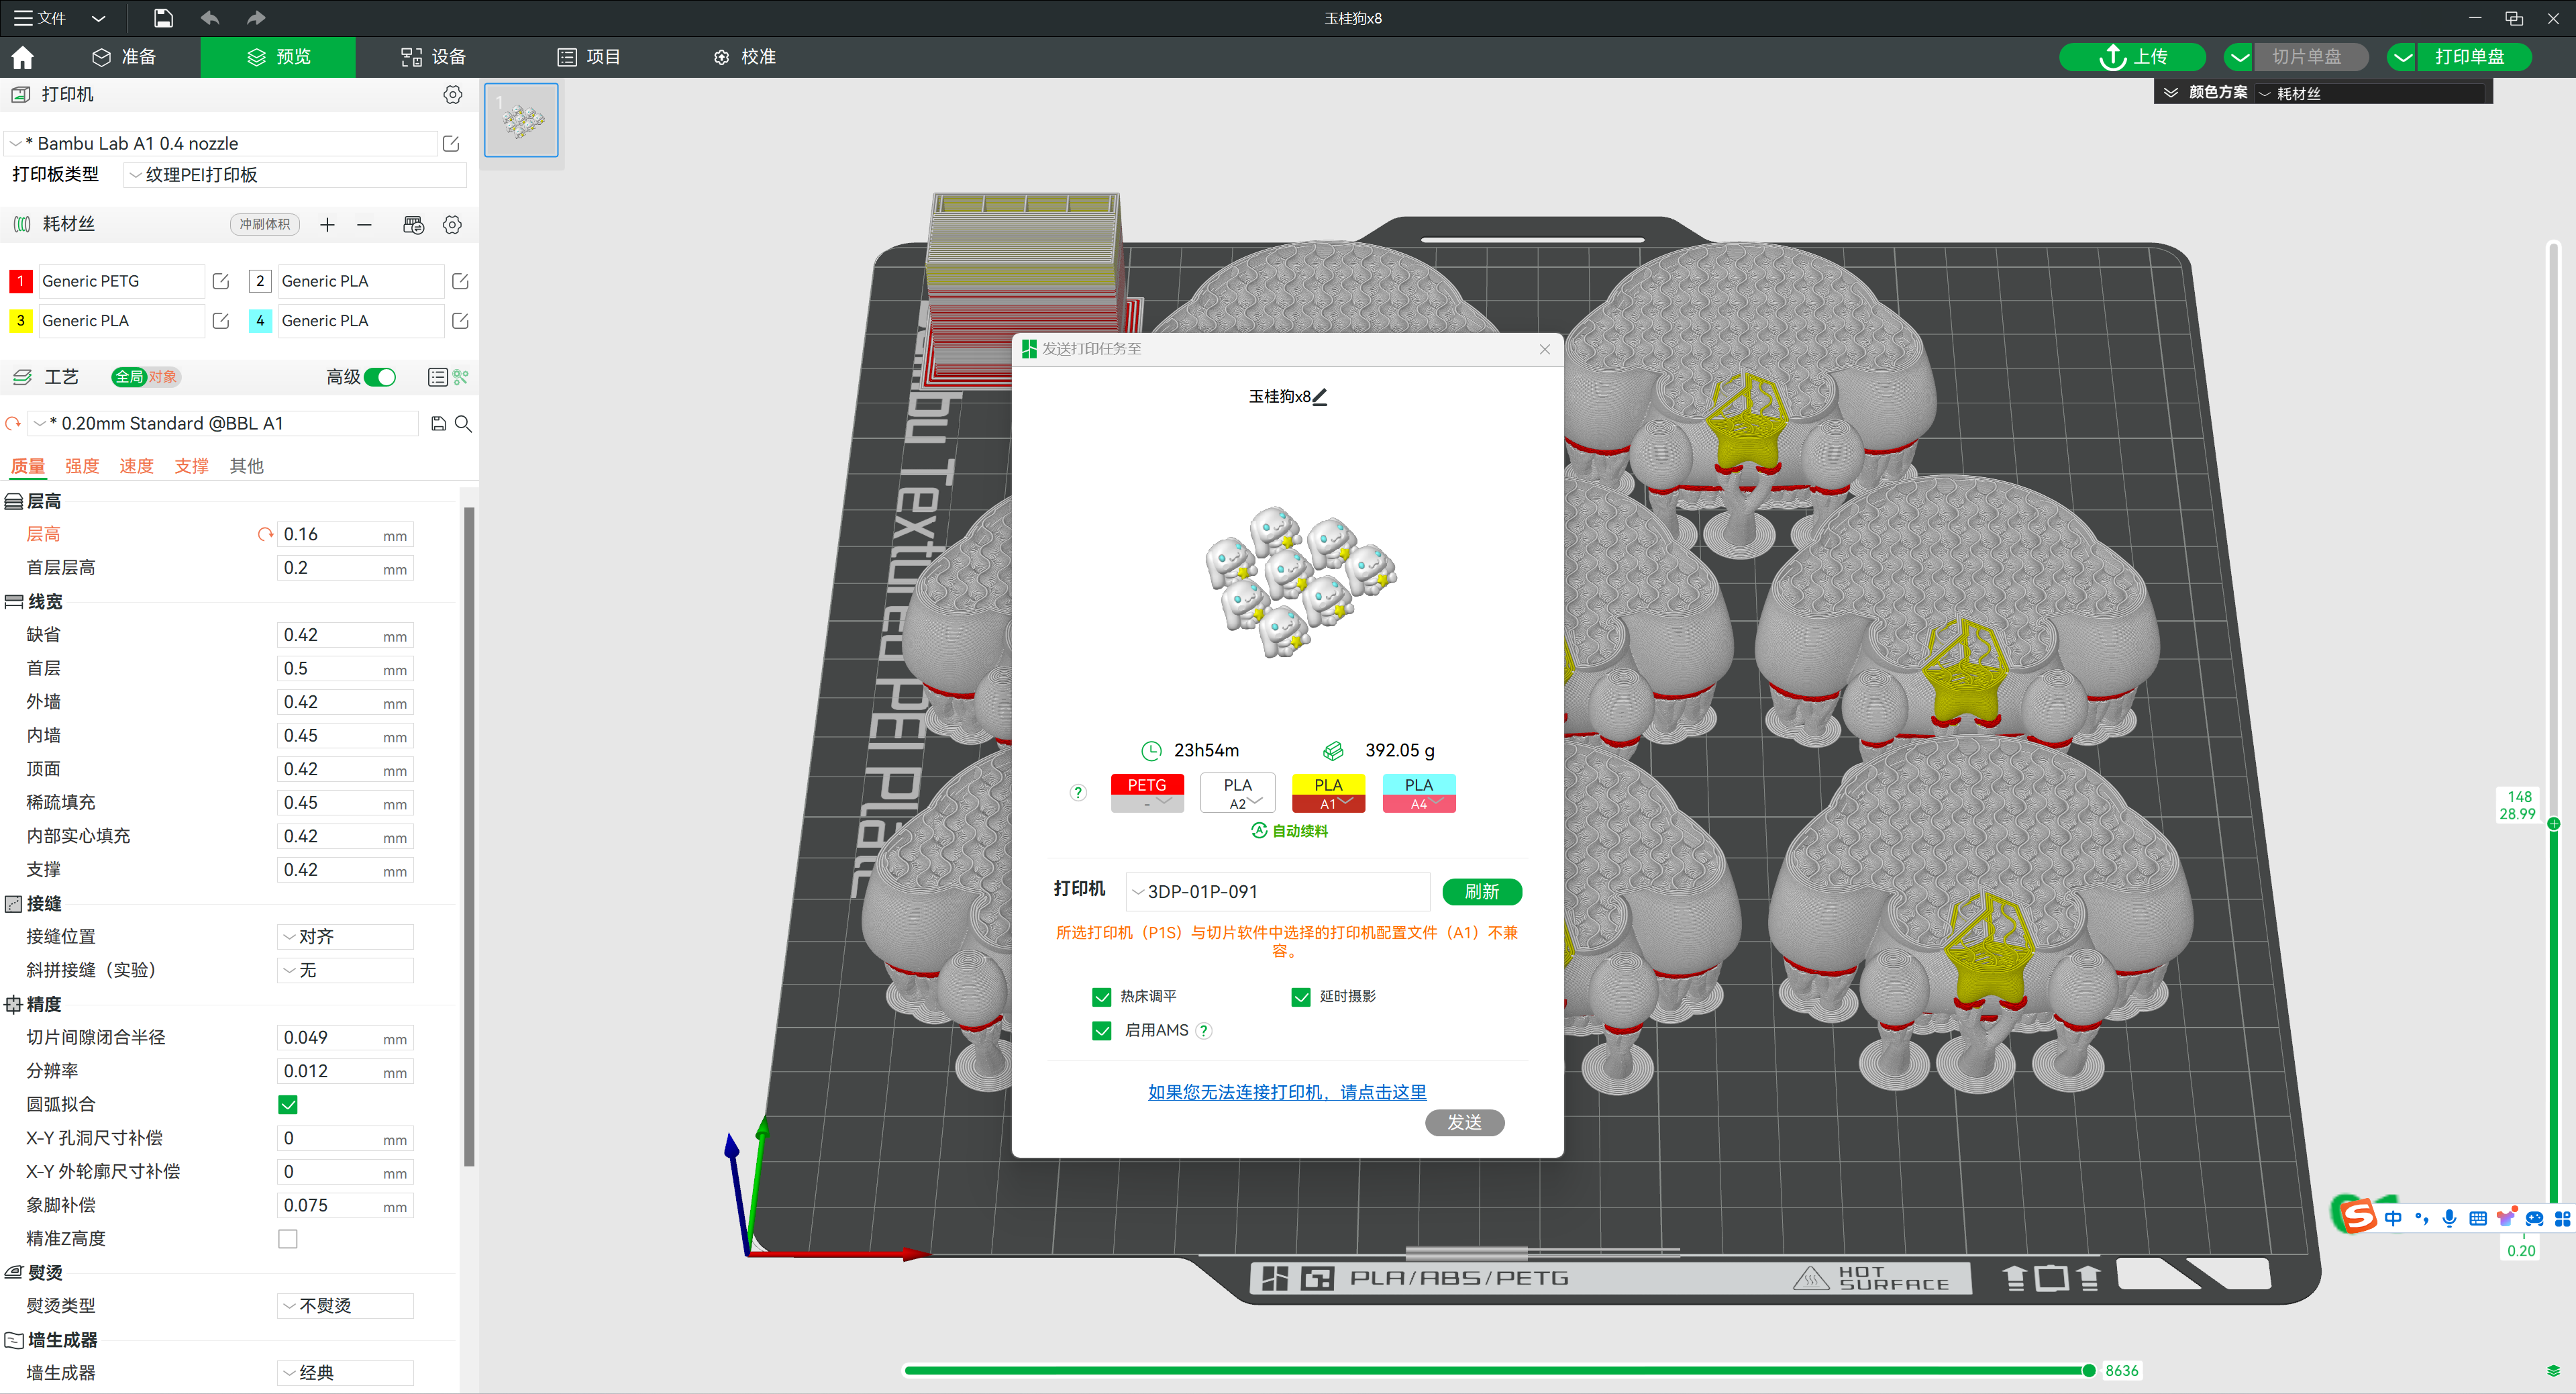 文件
玉桂狗x8
准备
预览
设备
项目
校准
上传
切片单盘
打印单盘
打印机
颜色方案
耗材丝
1
* Bambu Lab A1 0.4 nozzle
打印板类型
纹理PEI打印板
耗材丝
冲刷体积
1
Generic PETG
2
Generic PLA
3
Generic PLA
4
Generic PLA
工艺
全局
对象
高级
* 0.20mm Standard @BBL A1
质量
强度
速度
支撑
其他
层高
层高
0.16
mm
首层层高
0.2
mm
线宽
缺省
0.42
mm
首层
0.5
mm
外墙
0.42
mm
内墙
0.45
mm
顶面
0.42
mm
稀疏填充
0.45
mm
内部实心填充
0.42
mm
支撑
0.42
mm
接缝
接缝位置
对齐
斜拼接缝（实验）
无
精度
切片间隙闭合半径
0.049
mm
分辨率
0.012
mm
圆弧拟合
X-Y 孔洞尺寸补偿
0
mm
X-Y 外轮廓尺寸补偿
0
mm
象脚补偿
0.075
mm
精准Z高度
熨烫
熨烫类型
不熨烫
墙生成器
墙生成器
经典
发送打印任务至
玉桂狗x8
23h54m
392.05 g
?
PETG
-
PLA
A2
PLA
A1
PLA
A4
自动续料
打印机
3DP-01P-091
刷新
所选打印机（P1S）与切片软件中选择的打印机配置文件（A1）不兼
容。
热床调平
延时摄影
启用AMS
?
如果您无法连接打印机，请点击这里
发送
bu Textured PEI Plate
PLA/ABS/PETG
HOT
SURFACE
148
28.99
中
0.20
8636